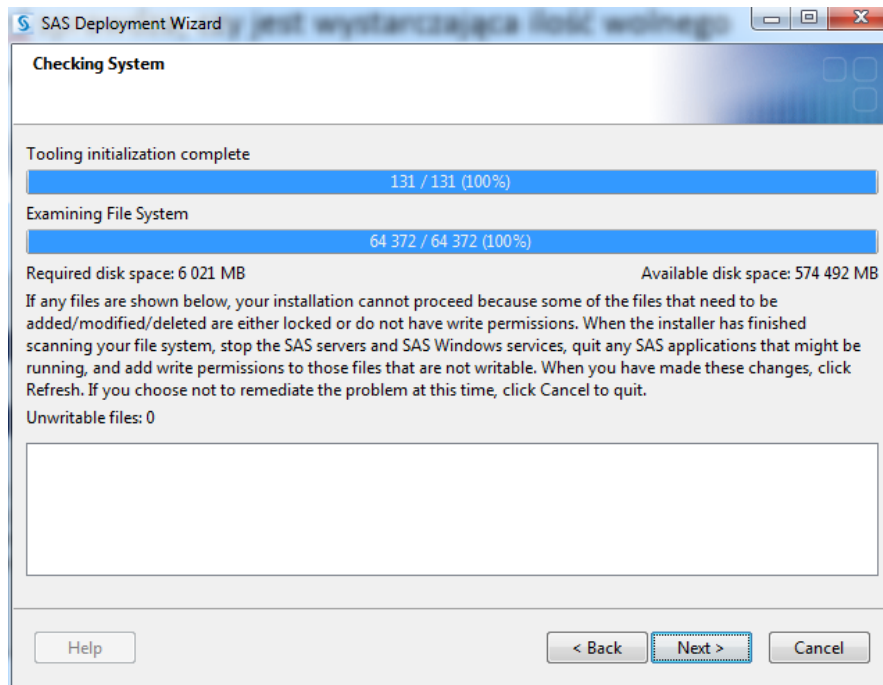 SAS Deployment Wizard
y jest wystarczająca ilość wolnego
Checking System
Tooling initialization complete
131 / 131 (100%)
Examining File System
64 372 / 64 372 (100%)
Required disk space: 6 021 MB
Available disk space: 574 492 MB
If any files are shown below, your installation cannot proceed because some of the files that need to be
added/modified/deleted are either locked or do not have write permissions. When the installer has finished
scanning your file system, stop the SAS servers and SAS Windows services, quit any SAS applications that might be
running, and add write permissions to those files that are not writable. When you have made these changes, click
Refresh. If you choose not to remediate the problem at this time, click Cancel to quit.
Unwritable files: 0
Help
< Back
Next >
Cancel